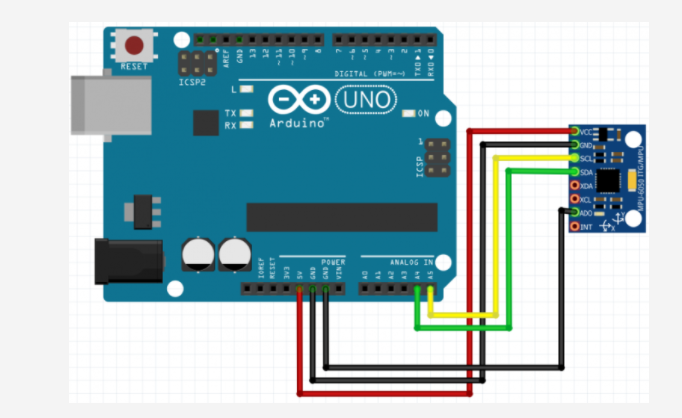 RESET
ICSP2
AREF
GND
13
12
~11
~10
~9
8
7
~6
~5
4
~3
2
TX0▶1
RX0◀0
DIGITAL (PWM=~)
L
TX
RX
UNO
Arduino™
ON
1
ICSP
IOREF
RESET
3V3
5V
GND
GND
VIN
POWER
ANALOG IN
A0
A1
A2
A3
A4
A5
VCC
GND
SCL
SDA
XDA
XCL
ADO
INT
MPU-6050
ITG/MPU
Y
X